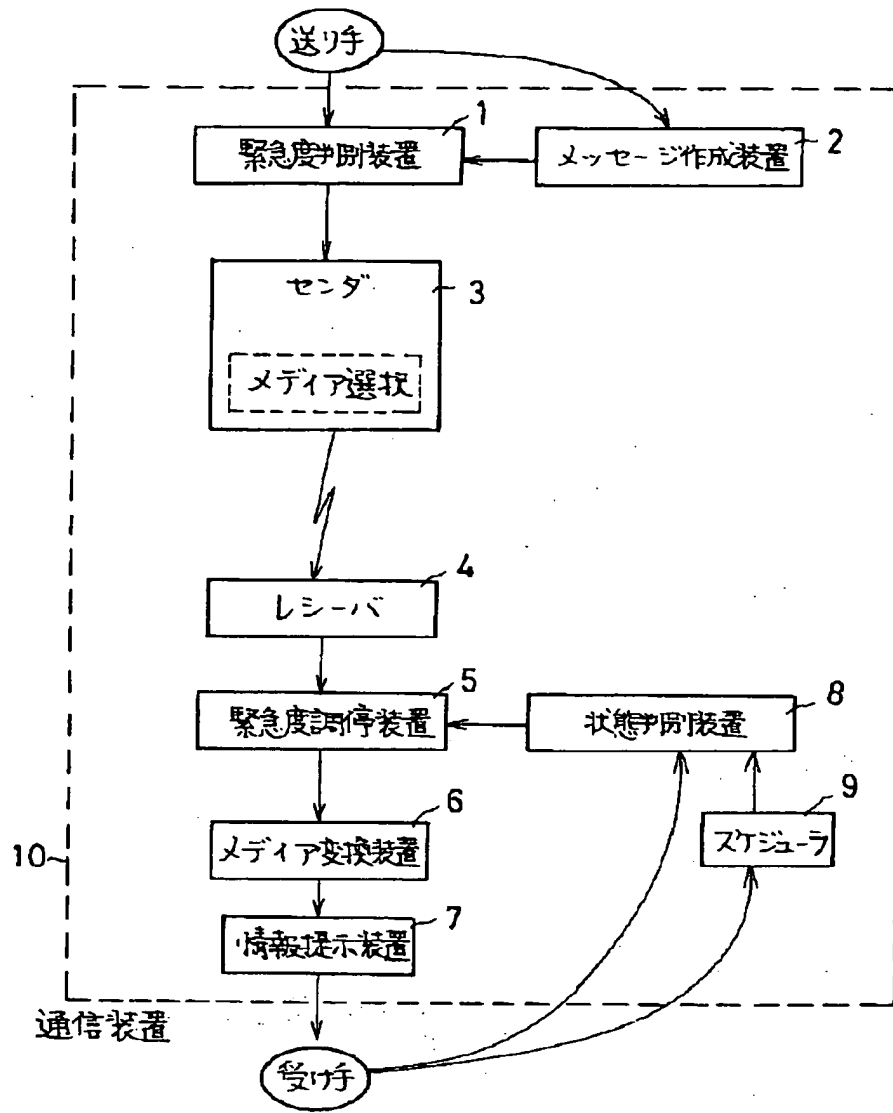 送り手
1
緊急度判別装置
2
メッセージ作成装置
センダ
3
メディア選択
4
レシーバ
5
緊急度調停装置
8
状態判別装置
6
メディア変換装置
9
スケジューラ
10
7
情報提示装置
通信装置
受け手